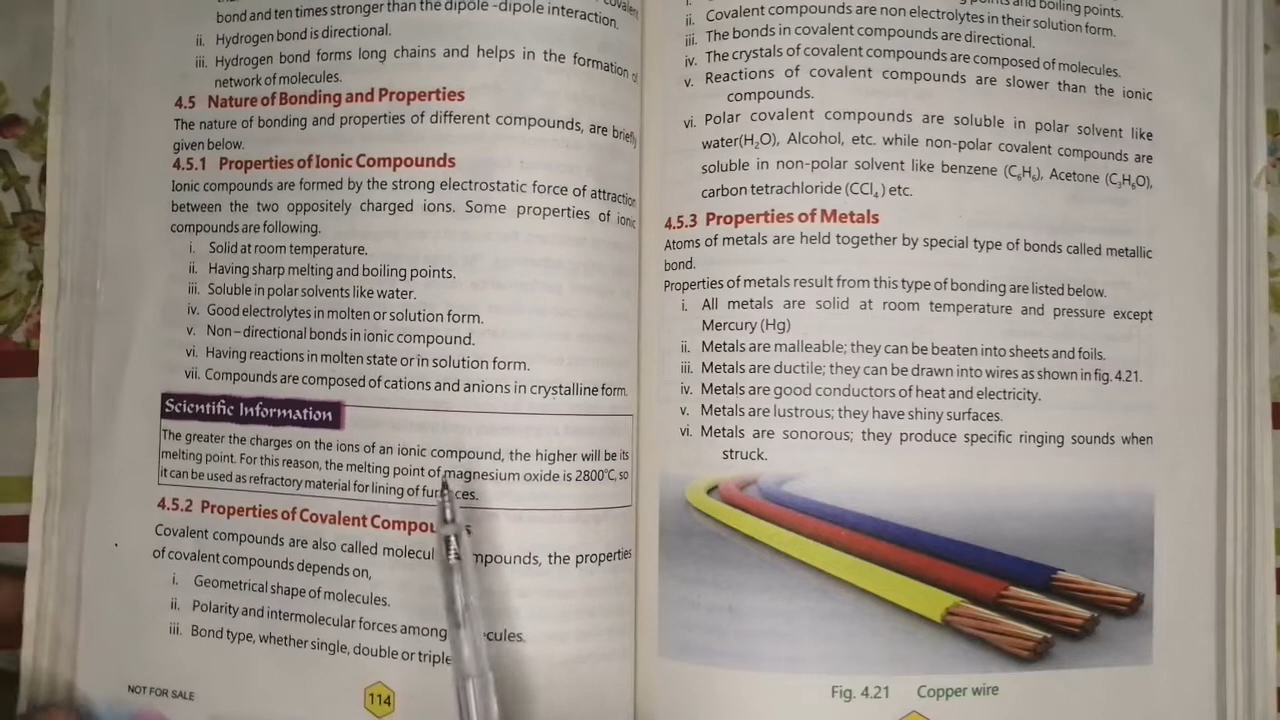 bond and ten times stronger than the dipole -dipole interaction.
ii. Hydrogen bond is directional.
iii. Hydrogen bond forms long chains and helps in the formation of
network of molecules.
4.5 Nature of Bonding and Properties
The nature of bonding and properties of different compounds, are briefly
given below.
4.5.1 Properties of Ionic Compounds
Ionic compounds are formed by the strong electrostatic force of attraction
between the two oppositely charged ions. Some properties of ionic
compounds are following.
i. Solid at room temperature.
ii. Having sharp melting and boiling points.
iii. Soluble in polar solvents like water.
iv. Good electrolytes in molten or solution form.
v. Non-directional bonds in ionic compound.
vi. Having reactions in molten state or in solution form.
vii. Compounds are composed of cations and anions in crystalline form.
Scientific Information
The greater the charges on the ions of an ionic compound, the higher will be its
melting point. For this reason, the melting point of magnesium oxide is 2800°C, so
it can be used as refractory material for lining of
4.5.2 Properties of Covalent
Covalent compounds are also called the properties
of covalent compounds depends on,
i. Geometrical shape of molecules.
ii. Polarity and intermolecular forces among
iii. Bond type, whether single, double or triple
NOT FOR SALE
114
and boiling points.
ii. Covalent compounds are non electrolytes in their solution form.
iii. The bonds in covalent compounds are directional.
iv. The crystals of covalent compounds are composed of molecules.
v. Reactions of covalent compounds are slower than the ionic
compounds.
vi. Polar covalent compounds are soluble in polar solvent like
water(H₂O), Alcohol, etc. while non-polar covalent compounds are
soluble in non-polar solvent like benzene (C₆H₆), Acetone (C₃H₆O),
carbon tetrachloride (CCl₄) etc.
4.5.3 Properties of Metals
Atoms of metals are held together by special type of bonds called metallic
bond.
Properties of metals result from this type of bonding are listed below.
i. All metals are solid at room temperature and pressure except
Mercury (Hg)
ii. Metals are malleable; they can be beaten into sheets and foils.
iii. Metals are ductile; they can be drawn into wires as shown in fig. 4.21.
iv. Metals are good conductors of heat and electricity.
v. Metals are lustrous; they have shiny surfaces.
vi. Metals are sonorous; they produce specific ringing sounds when
struck.
Fig. 4.21 Copper wire